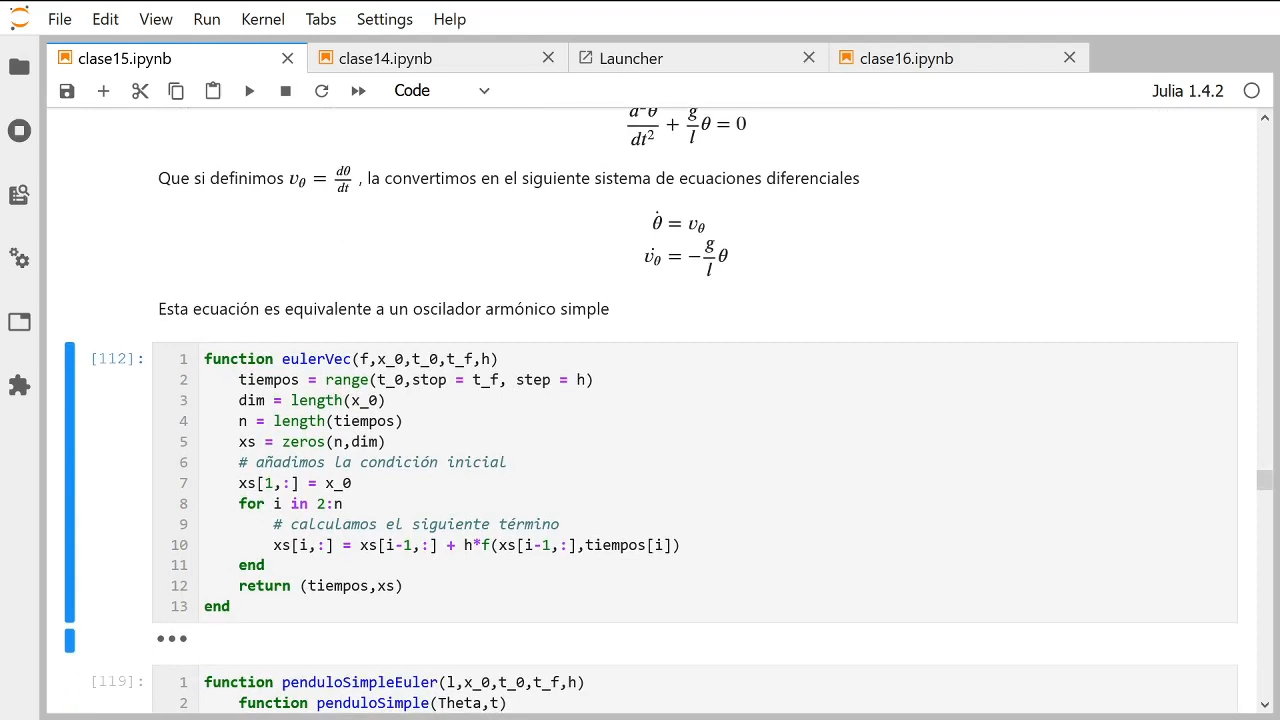 File Edit View Run Kernel Tabs Settings Help
clase15.ipynb clase14.ipynb Launcher clase16.ipynb
Code Julia 1.4.2
d²θ/dt² + g/l θ = 0
Que si definimos v_θ = dθ/dt , la convertimos en el siguiente sistema de ecuaciones diferenciales
θ̇ = v_θ
v̇_θ = − g/l θ
Esta ecuación es equivalente a un oscilador armónico simple
[112]: 1 function eulerVec(f,x_0,t_0,t_f,h)
2 tiempos = range(t_0,stop = t_f, step = h)
3 dim = length(x_0)
4 n = length(tiempos)
5 xs = zeros(n,dim)
6 # añadimos la condición inicial
7 xs[1,:] = x_0
8 for i in 2:n
9 # calculamos el siguiente término
10 xs[i,:] = xs[i-1,:] + h*f(xs[i-1,:],tiempos[i])
11 end
12 return (tiempos,xs)
13 end
•••
[119]: 1 function penduloSimpleEuler(l,x_0,t_0,t_f,h)
2 function penduloSimple(Theta,t)